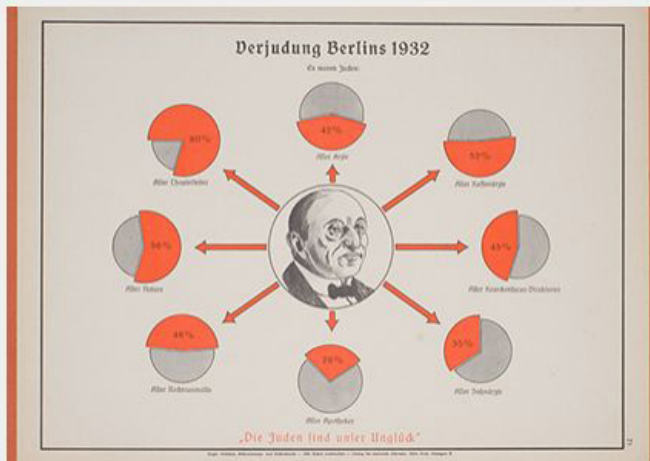 Verjudung Berlins 1932
Es waren Juden:
80%
42%
52%
Aller Ärzte
Aller Theaterleiter
Aller Kassenärzte
56%
45%
Aller Notare
Aller Krankenhaus-Direktoren
48%
28%
35%
Aller Rechtsanwälte
Aller Zahnärzte
Aller Apotheker
„Die Juden sind unser Unglück“